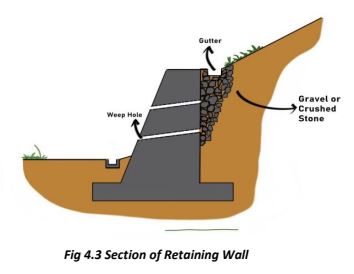 Gutter
Gravel or
Crushed
Stone
Weep Hole
Fig 4.3 Section of Retaining Wall